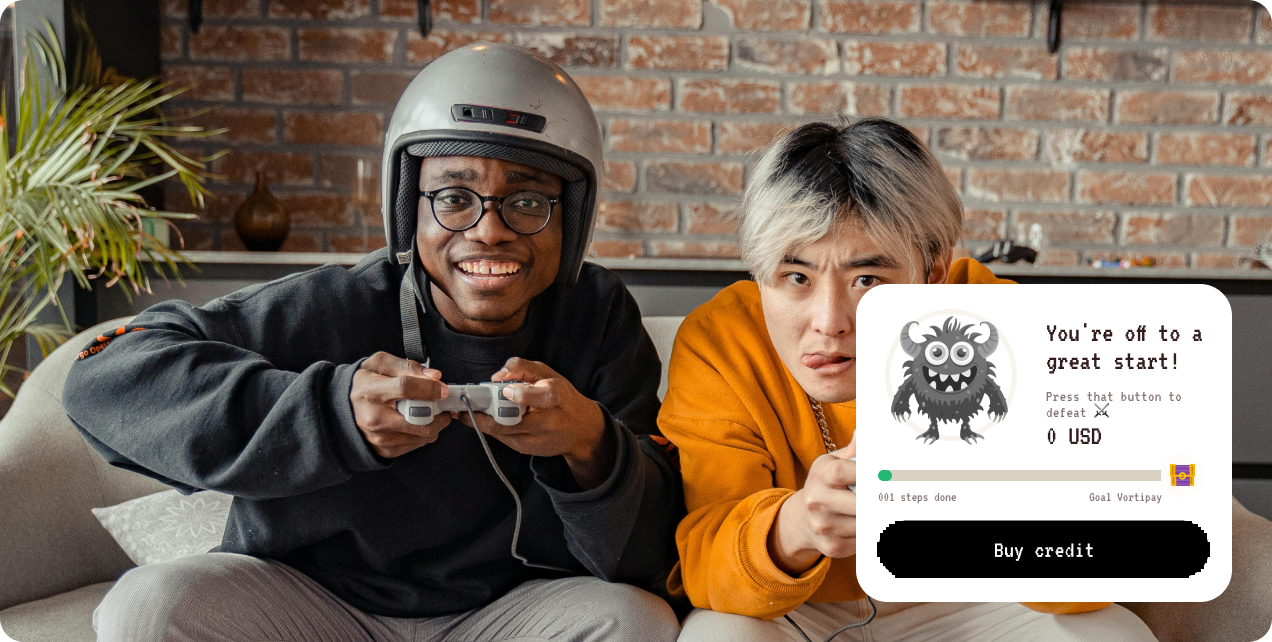 You're off to a
great start!
Press that button to
defeat ⚔
0 USD
001 steps done
Goal Vortipay
Buy credit